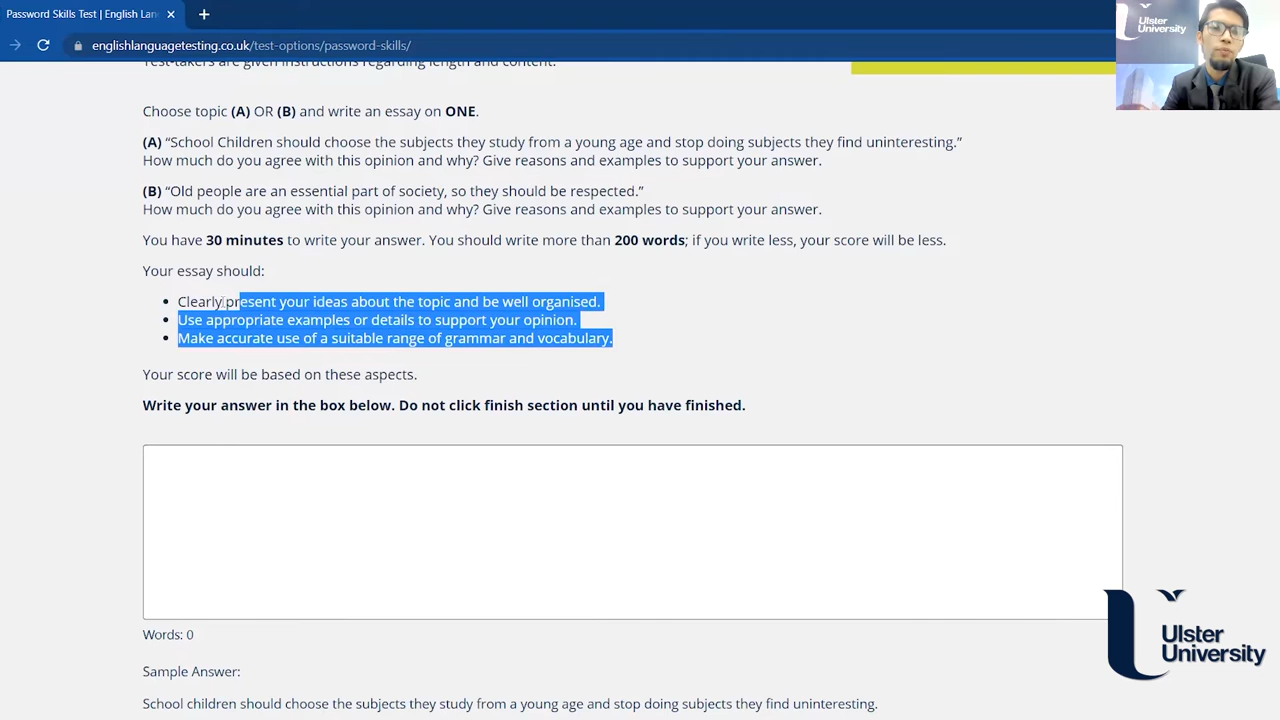 Password Skills Test | English Lan
englishlanguagetesting.co.uk/test-options/password-skills/
Ulster
University
Test-takers are given instructions regarding length and content.
Choose topic (A) OR (B) and write an essay on ONE.
(A) “School Children should choose the subjects they study from a young age and stop doing subjects they find uninteresting.”
How much do you agree with this opinion and why? Give reasons and examples to support your answer.
(B) “Old people are an essential part of society, so they should be respected.”
How much do you agree with this opinion and why? Give reasons and examples to support your answer.
You have 30 minutes to write your answer. You should write more than 200 words; if you write less, your score will be less.
Your essay should:
Clearly present your ideas about the topic and be well organised.
Use appropriate examples or details to support your opinion.
Make accurate use of a suitable range of grammar and vocabulary.
Your score will be based on these aspects.
Write your answer in the box below. Do not click finish section until you have finished.
Words: 0
Ulster
University
Sample Answer:
School children should choose the subjects they study from a young age and stop doing subjects they find uninteresting.